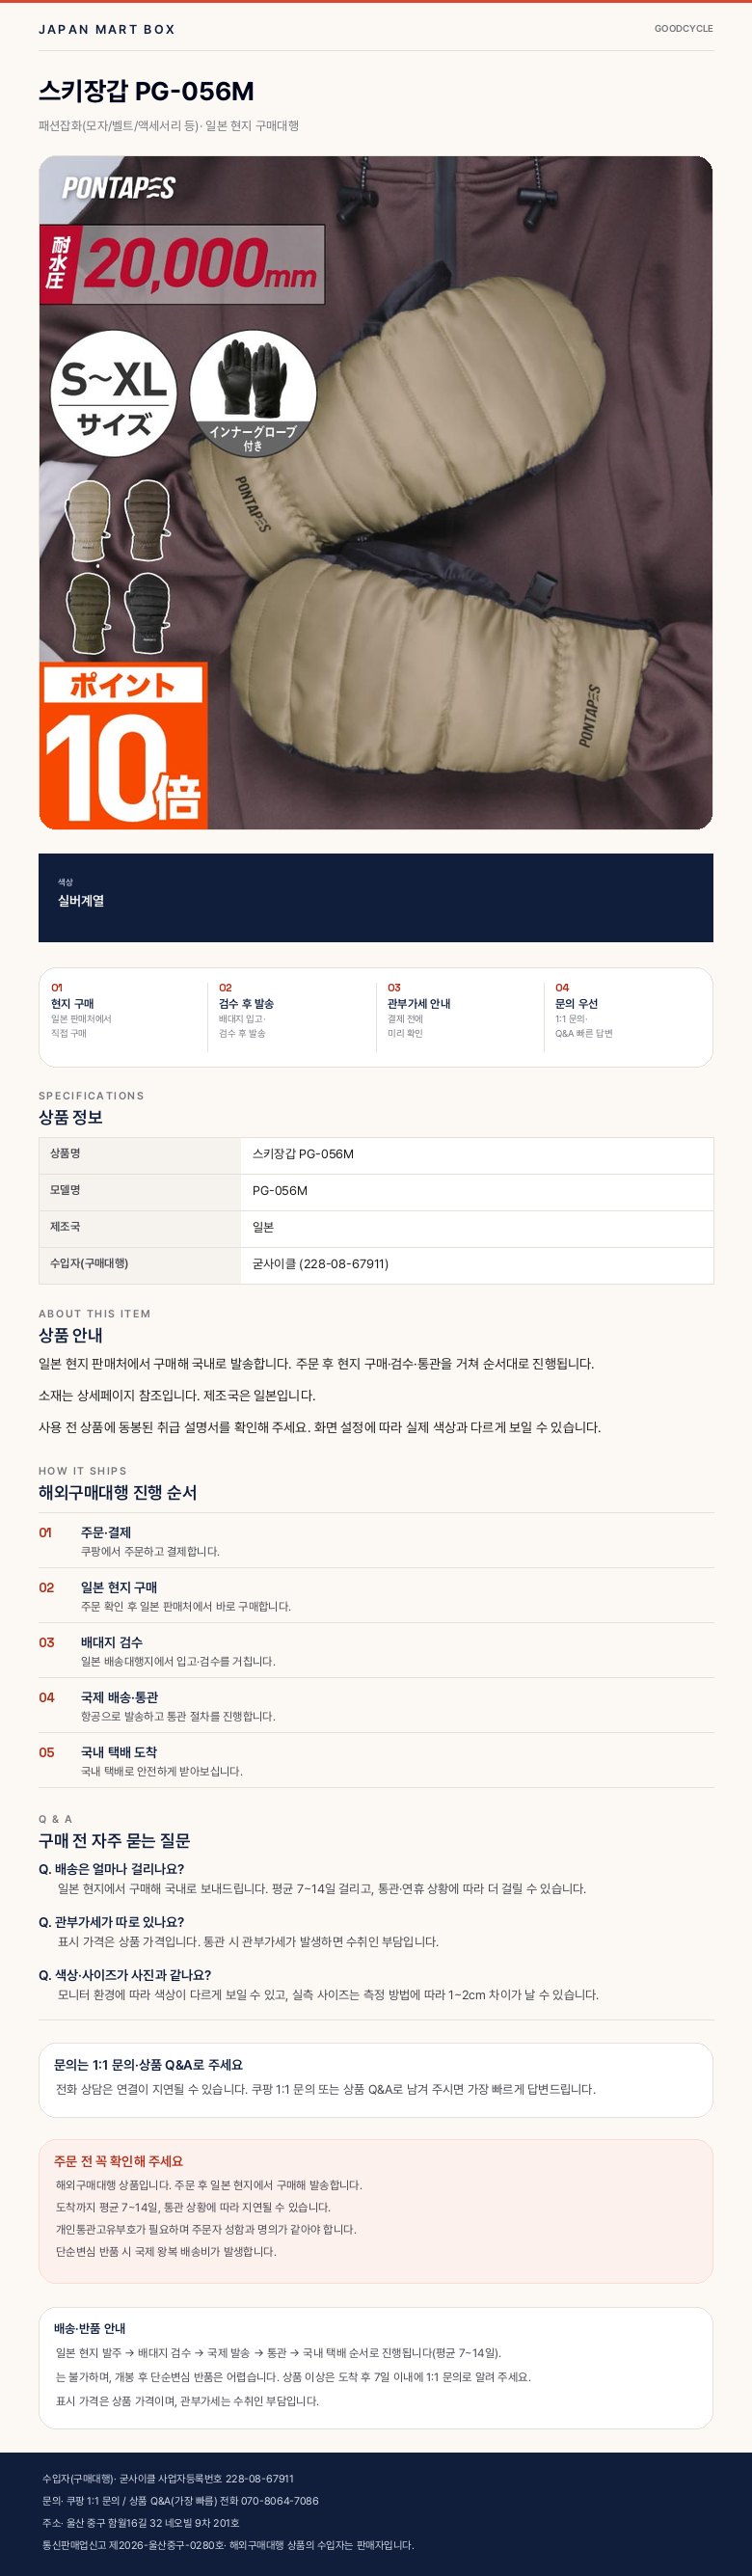 JAPAN MART BOX
GOODCYCLE
스키장갑 PG-056M
패션잡화(모자/벨트/액세서리 등)· 일본 현지 구매대행
PONTAPES
耐水圧 20,000mm
S~XL
サイズ
インナーグローブ
付き
PONTAPES
PONTAPES
ポイント
10倍
색상
실버계열
01
현지 구매
일본 판매처에서
직접 구매
02
검수 후 발송
배대지 입고·
검수 후 발송
03
관부가세 안내
결제 전에
미리 확인
04
문의 우선
1:1 문의·
Q&A 빠른 답변
SPECIFICATIONS
상품 정보
상품명 스키장갑 PG-056M
모델명 PG-056M
제조국 일본
수입자(구매대행) 굳사이클 (228-08-67911)
ABOUT THIS ITEM
상품 안내
일본 현지 판매처에서 구매해 국내로 발송합니다. 주문 후 현지 구매·검수·통관을 거쳐 순서대로 진행됩니다.
소재는 상세페이지 참조입니다. 제조국은 일본입니다.
사용 전 상품에 동봉된 취급 설명서를 확인해 주세요. 화면 설정에 따라 실제 색상과 다르게 보일 수 있습니다.
HOW IT SHIPS
해외구매대행 진행 순서
01 주문·결제
쿠팡에서 주문하고 결제합니다.
02 일본 현지 구매
주문 확인 후 일본 판매처에서 바로 구매합니다.
03 배대지 검수
일본 배송대행지에서 입고·검수를 거칩니다.
04 국제 배송·통관
항공으로 발송하고 통관 절차를 진행합니다.
05 국내 택배 도착
국내 택배로 안전하게 받아보십니다.
Q & A
구매 전 자주 묻는 질문
Q. 배송은 얼마나 걸리나요?
일본 현지에서 구매해 국내로 보내드립니다. 평균 7~14일 걸리고, 통관·연휴 상황에 따라 더 걸릴 수 있습니다.
Q. 관부가세가 따로 있나요?
표시 가격은 상품 가격입니다. 통관 시 관부가세가 발생하면 수취인 부담입니다.
Q. 색상·사이즈가 사진과 같나요?
모니터 환경에 따라 색상이 다르게 보일 수 있고, 실측 사이즈는 측정 방법에 따라 1~2cm 차이가 날 수 있습니다.
문의는 1:1 문의·상품 Q&A로 주세요
전화 상담은 연결이 지연될 수 있습니다. 쿠팡 1:1 문의 또는 상품 Q&A로 남겨 주시면 가장 빠르게 답변드립니다.
주문 전 꼭 확인해 주세요
해외구매대행 상품입니다. 주문 후 일본 현지에서 구매해 발송합니다.
도착까지 평균 7~14일, 통관 상황에 따라 지연될 수 있습니다.
개인통관고유부호가 필요하며 주문자 성함과 명의가 같아야 합니다.
단순변심 반품 시 국제 왕복 배송비가 발생합니다.
배송·반품 안내
일본 현지 발주 → 배대지 검수 → 국제 발송 → 통관 → 국내 택배 순서로 진행됩니다(평균 7~14일).
는 불가하며, 개봉 후 단순변심 반품은 어렵습니다. 상품 이상은 도착 후 7일 이내에 1:1 문의로 알려 주세요.
표시 가격은 상품 가격이며, 관부가세는 수취인 부담입니다.
수입자(구매대행)· 굳사이클 사업자등록번호 228-08-67911
문의· 쿠팡 1:1 문의 / 상품 Q&A(가장 빠름) 전화 070-8064-7086
주소· 울산 중구 함월16길 32 네오빌 9차 201호
통신판매업신고 제2026-울산중구-0280호· 해외구매대행 상품의 수입자는 판매자입니다.